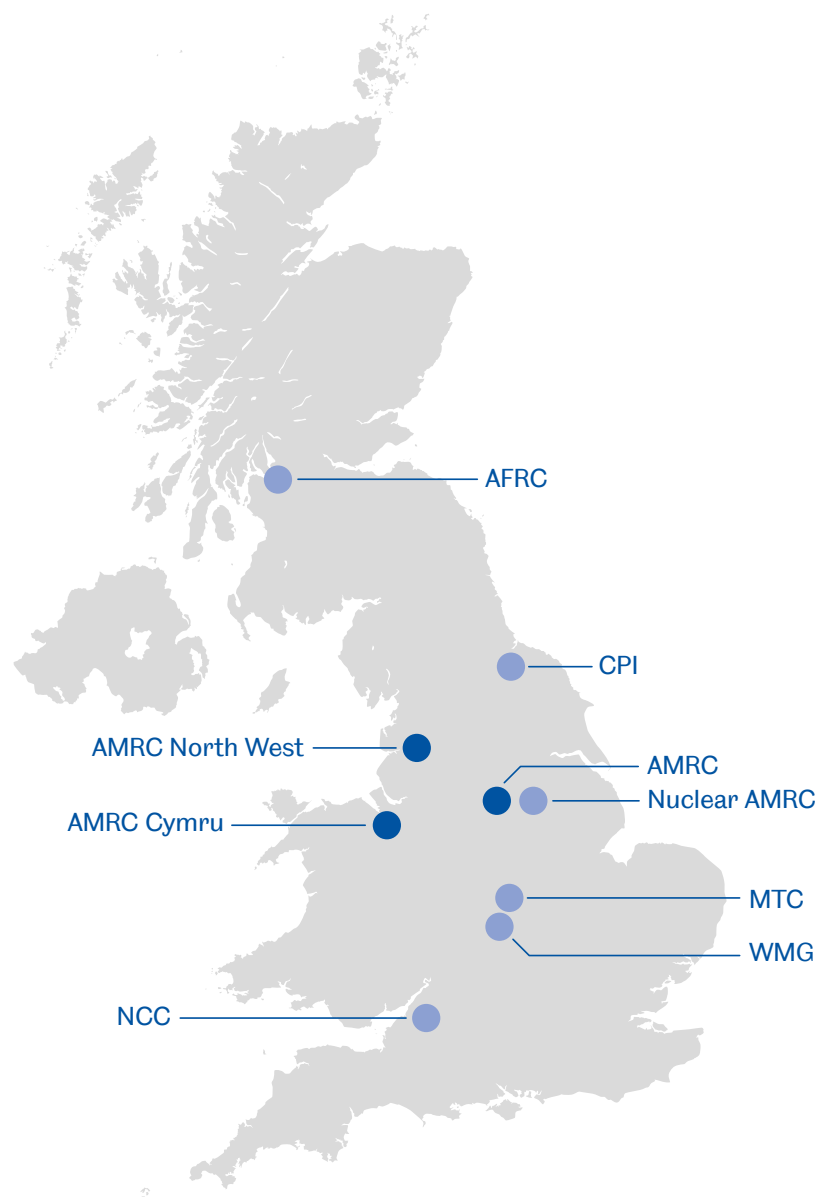 AFRC
CPI
AMRC North West
AMRC
Nuclear AMRC
AMRC Cymru
MTC
WMG
NCC